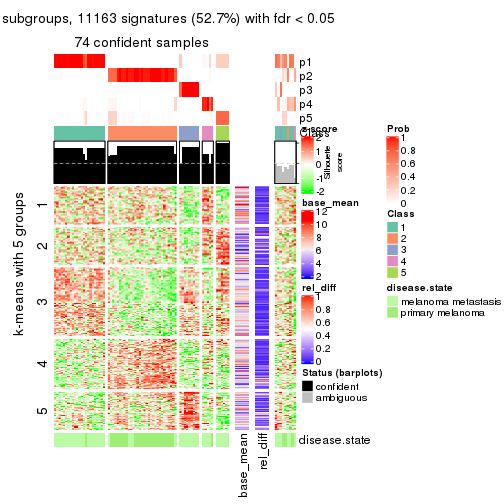 subgroups, 11163 signatures (52.7%) with fdr < 0.05
74 confident samples
p1
p2
p3
p4
p5
Class
Silhouette
score
k-means with 5 groups
1
2
3
4
5
base_mean
rel_diff
disease.state
z-score
2
1
0
-1
-2
base_mean
12
10
8
6
4
2
rel_diff
1
0.8
0.6
0.4
0.2
0
Status (barplots)
confident
ambiguous
Prob
1
0.8
0.6
0.4
0.2
0
Class
1
2
3
4
5
disease.state
melanoma metastasis
primary melanoma